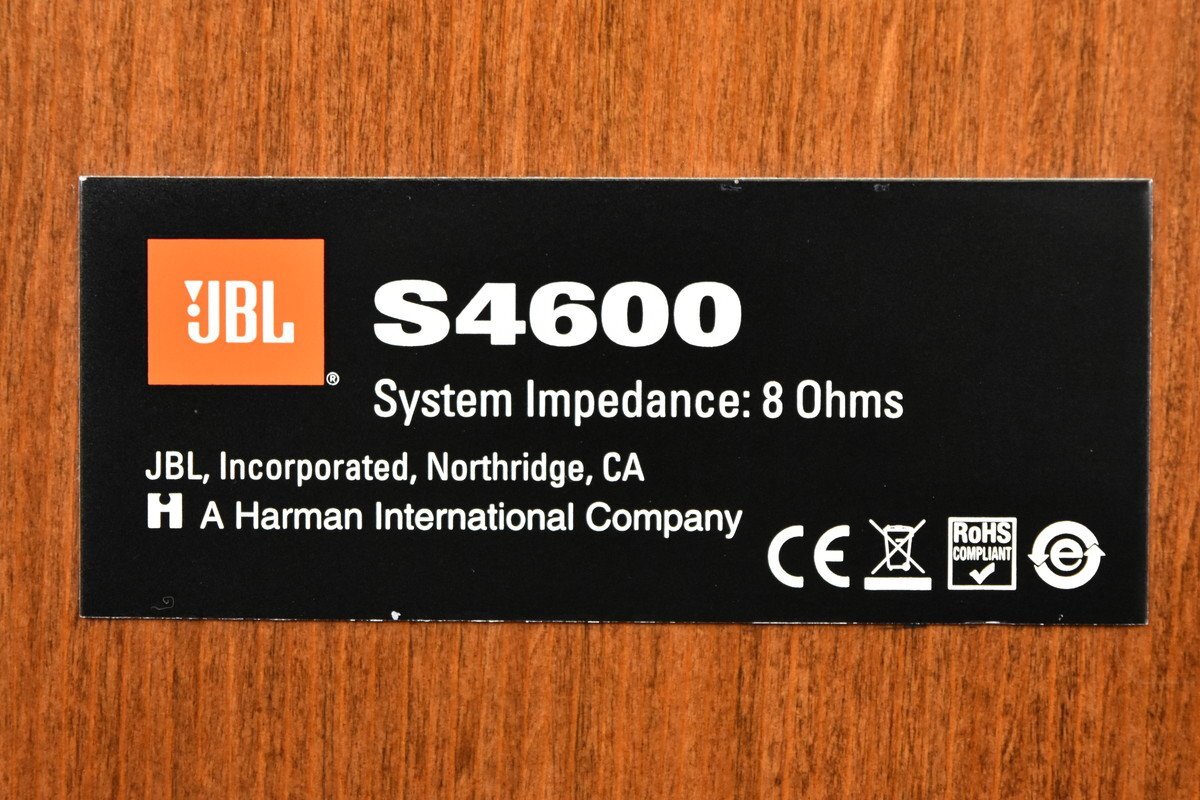 JBL®
S4600
System Impedance: 8 Ohms
JBL, Incorporated, Northridge, CA
H A Harman International Company
CE
RoHS
COMPLIANT
e